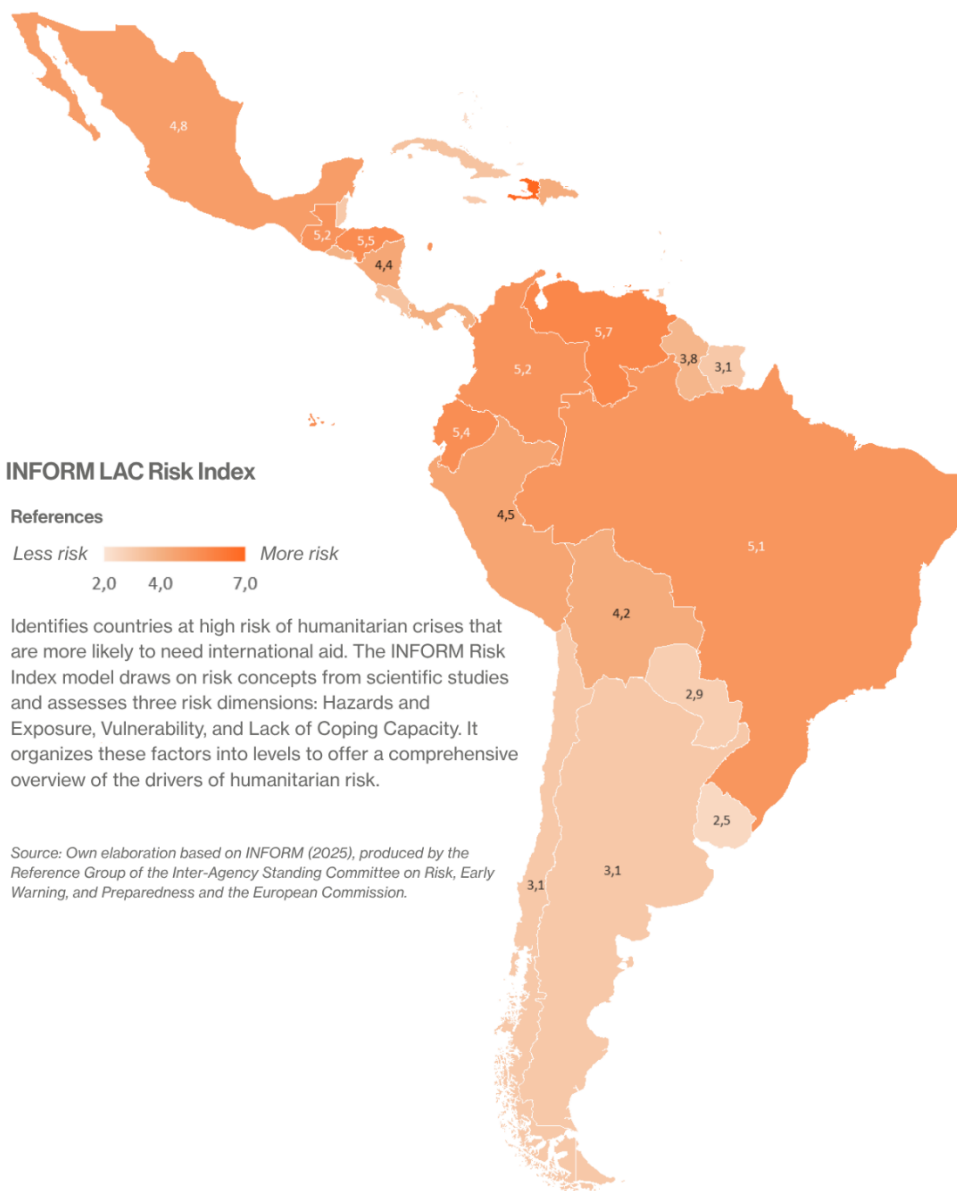 4,8
5,2
5,5
4,4
5,7
5,2
3,8
3,1
5,4
INFORM LAC Risk Index
References
Less risk
More risk
2,0 4,0 7,0
4,5
5,1
4,2
Identifies countries at high risk of humanitarian crises that
are more likely to need international aid. The INFORM Risk
Index model draws on risk concepts from scientific studies
and assesses three risk dimensions: Hazards and
Exposure, Vulnerability, and Lack of Coping Capacity. It
organizes these factors into levels to offer a comprehensive
overview of the drivers of humanitarian risk.
2,9
2,5
Source: Own elaboration based on INFORM (2025), produced by the
Reference Group of the Inter-Agency Standing Committee on Risk, Early
Warning, and Preparedness and the European Commission.
3,1
3,1